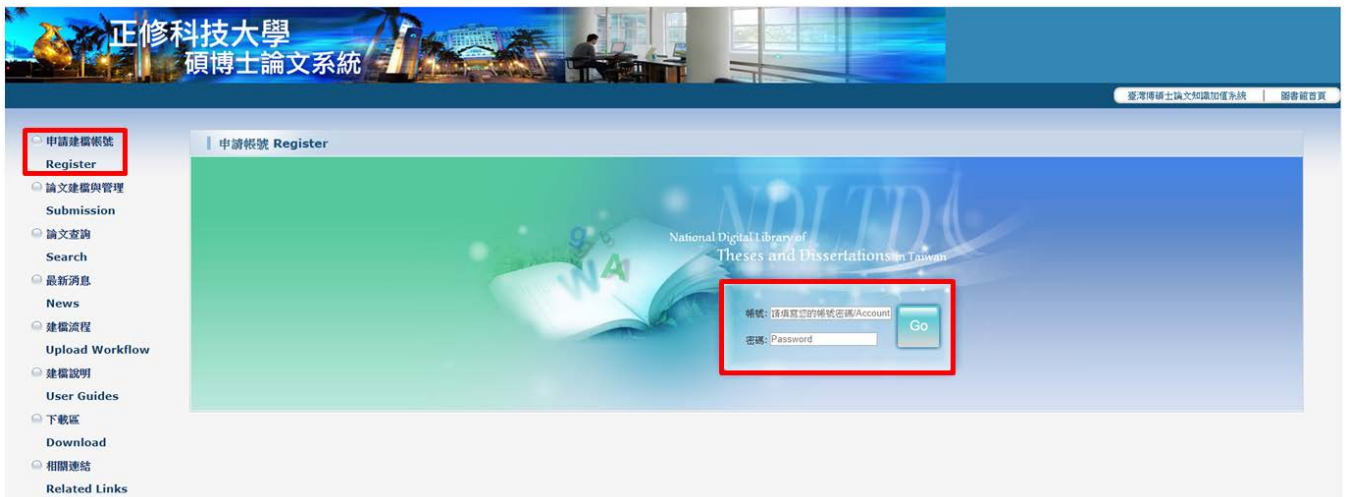 正修科技大學
碩博士論文系統
臺灣博碩士論文知識加值系統 | 圖書館首頁
申請建檔帳號
Register
論文建檔與管理
Submission
論文查詢
Search
最新消息
News
建檔流程
Upload Workflow
建檔說明
User Guides
下載區
Download
相關連結
Related Links
申請帳號 Register
NDLTD
National Digital Library of
Theses and Dissertations in Taiwan
帳號: 請填寫您的帳號密碼/Account
密碼: Password
Go